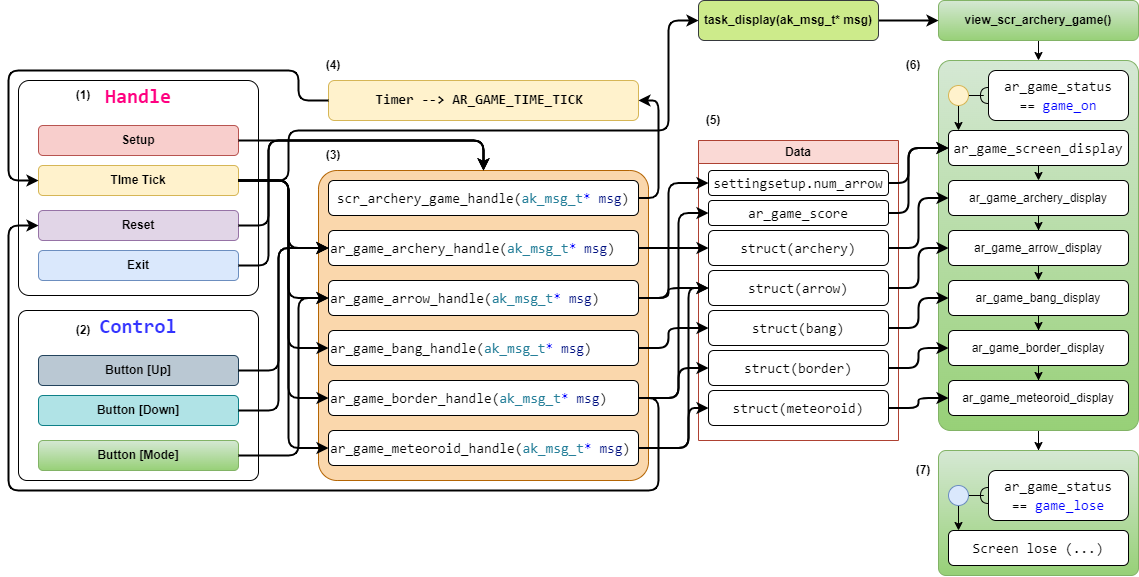 task_display(ak_msg_t* msg)
view_scr_archery_game()
(1) Handle
Setup
TIme Tick
Reset
Exit
(2) Control
Button [Up]
Button [Down]
Button [Mode]
(4)
Timer --> AR_GAME_TIME_TICK
(3)
scr_archery_game_handle(ak_msg_t* msg)
ar_game_archery_handle(ak_msg_t* msg)
ar_game_arrow_handle(ak_msg_t* msg)
ar_game_bang_handle(ak_msg_t* msg)
ar_game_border_handle(ak_msg_t* msg)
ar_game_meteoroid_handle(ak_msg_t* msg)
(5)
Data
settingsetup.num_arrow
ar_game_score
struct(archery)
struct(arrow)
struct(bang)
struct(border)
struct(meteoroid)
(6)
ar_game_status
== game_on
ar_game_screen_display
ar_game_archery_display
ar_game_arrow_display
ar_game_bang_display
ar_game_border_display
ar_game_meteoroid_display
(7)
ar_game_status
== game_lose
Screen lose (...)